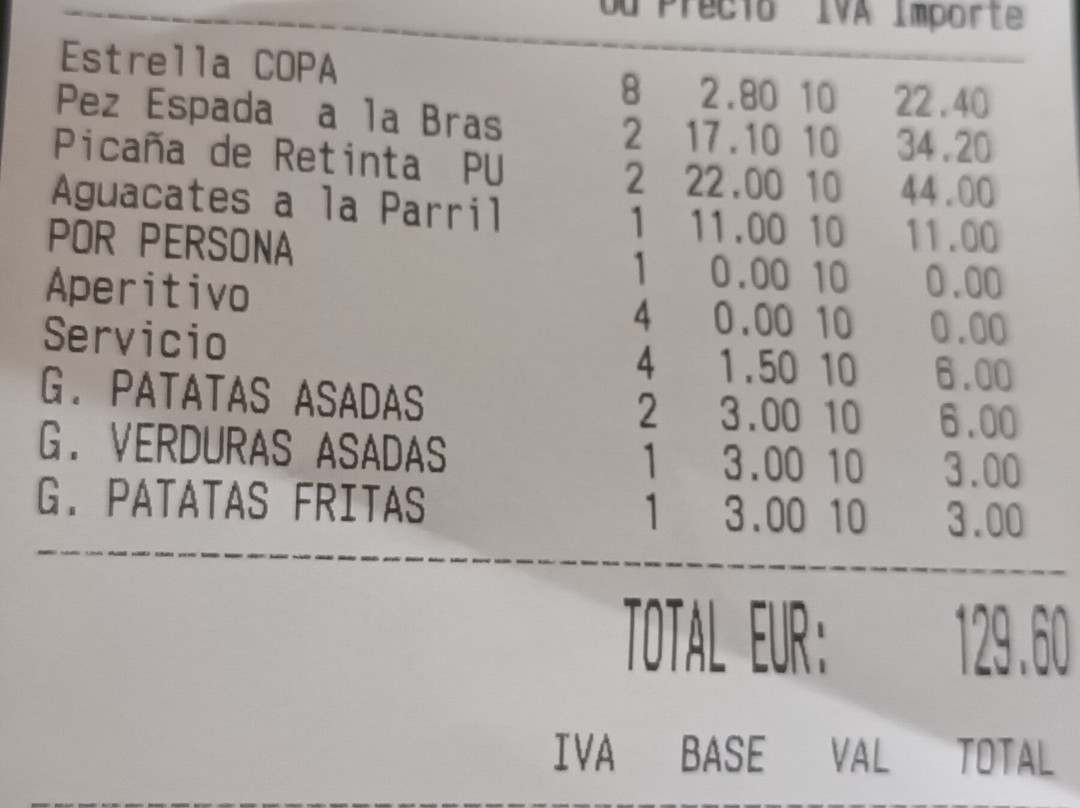 Ud Precio IVA Importe
Estrella COPA 8 2.80 10 22.40
Pez Espada a la Bras 2 17.10 10 34.20
Picaña de Retinta PU 2 22.00 10 44.00
Aguacates a la Parril 1 11.00 10 11.00
POR PERSONA 1 0.00 10 0.00
Aperitivo 4 0.00 10 0.00
Servicio 4 1.50 10 6.00
G. PATATAS ASADAS 2 3.00 10 6.00
G. VERDURAS ASADAS 1 3.00 10 3.00
G. PATATAS FRITAS 1 3.00 10 3.00
TOTAL EUR: 129.60
IVA BASE VAL TOTAL